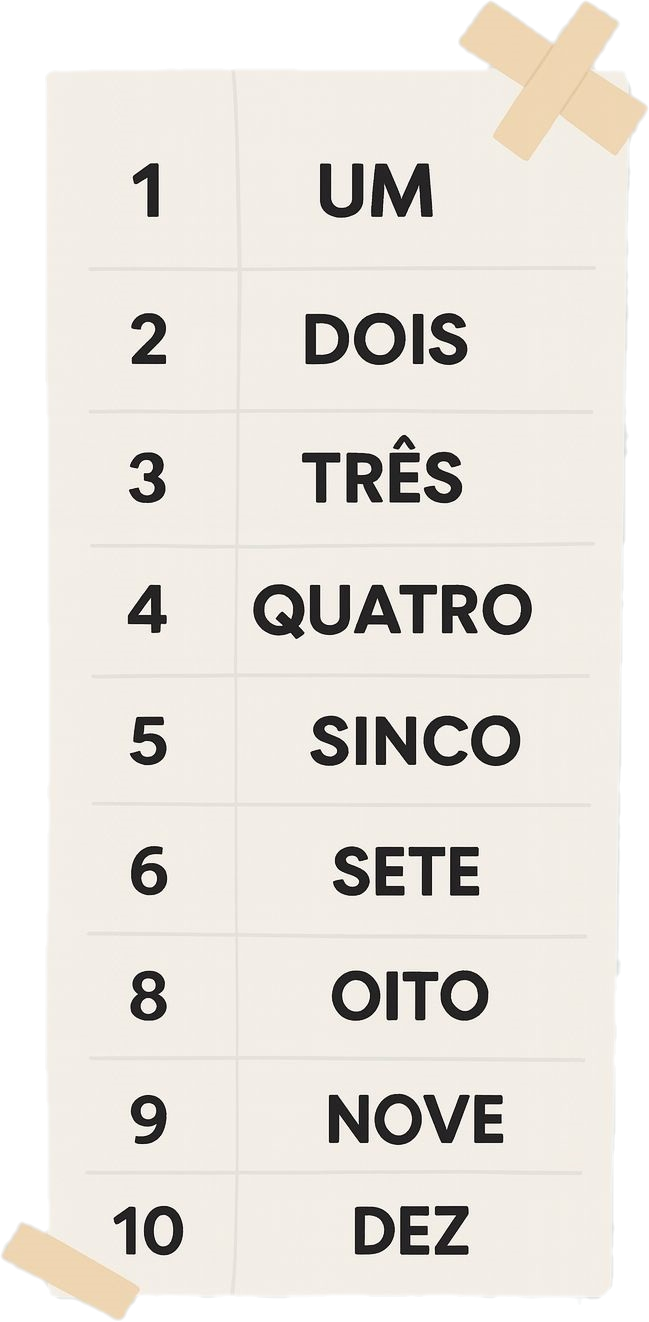 1 UM
2 DOIS
3 TRÊS
4 QUATRO
5 SINCO
6 SETE
8 OITO
9 NOVE
10 DEZ